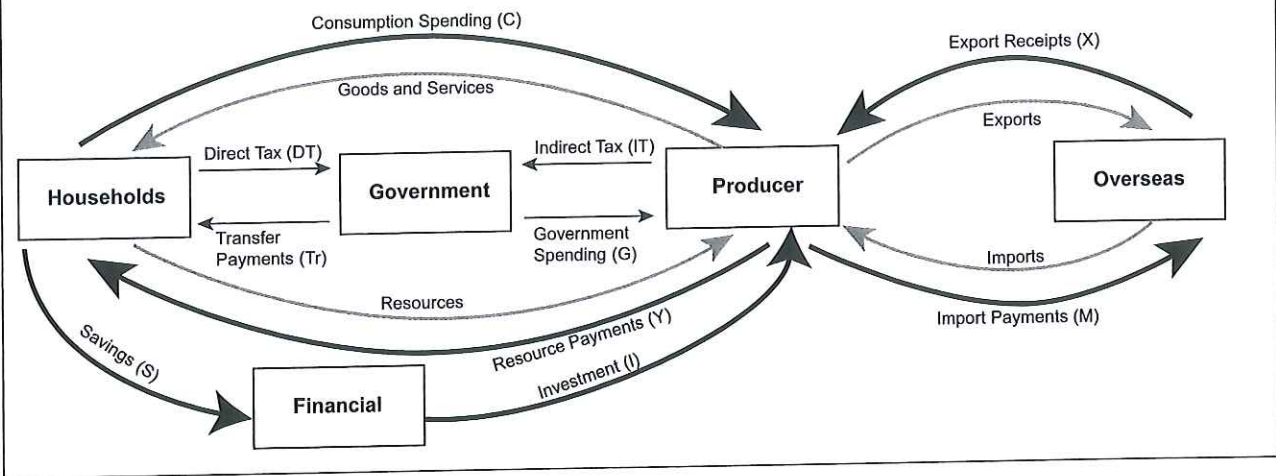 Consumption Spending (C)
Export Receipts (X)
Goods and Services
Exports
Direct Tax (DT)
Indirect Tax (IT)
Households
Government
Producer
Overseas
Transfer
Payments (Tr)
Government
Spending (G)
Imports
Resources
Import Payments (M)
Savings (S)
Resource Payments (Y)
Investment (I)
Financial